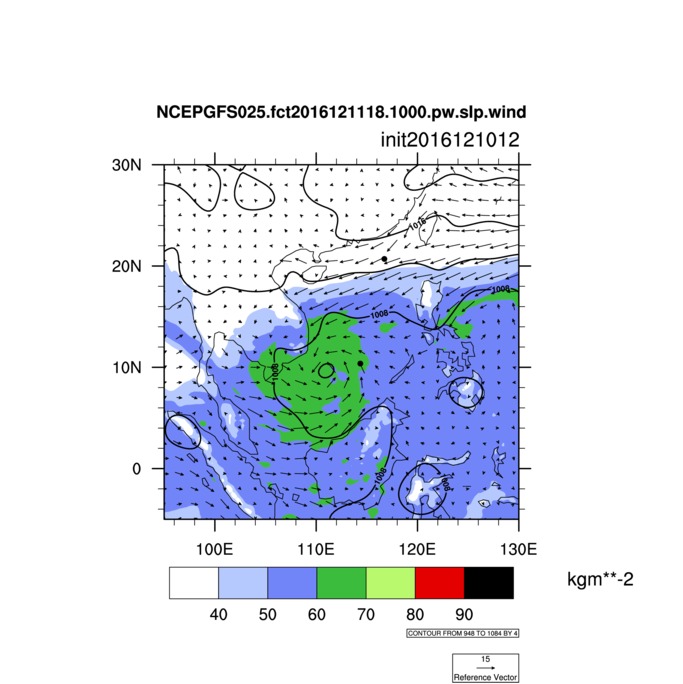 NCEPGFS025.fct2016121118.1000.pw.slp.wind
init2016121012
30N
1016
20N
1008
1008
10N
1008
1008
0
100E
110E
120E
130E
kgm**-2
40
50
60
70
80
90
CONTOUR FROM 948 TO 1084 BY 4
15
Reference Vector